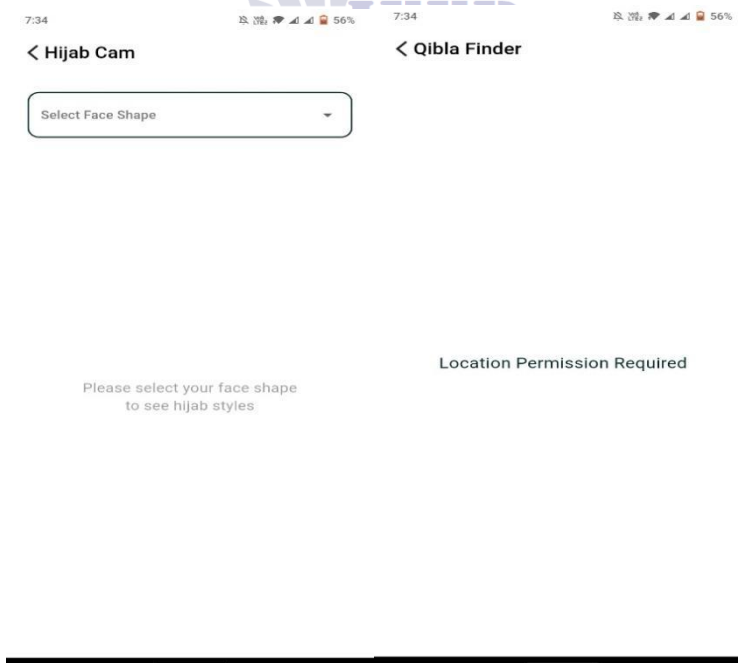 7:34
56%
< Hijab Cam
Select Face Shape
Please select your face shape
to see hijab styles
7:34
56%
< Qibla Finder
Location Permission Required